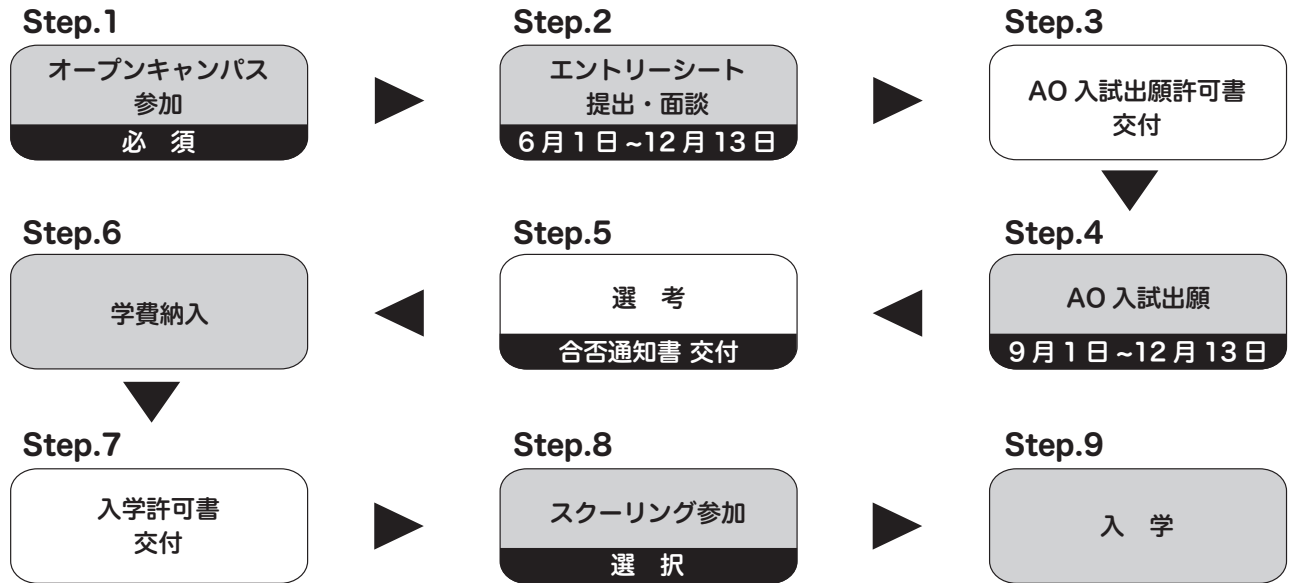 Step.1
オープンキャンパス
参加
必 須
Step.2
エントリーシート
提出・面談
6月1日~12月13日
Step.3
AO 入試出願許可書
交付
Step.4
AO 入試出願
9月1日~12月13日
Step.5
選 考
合否通知書 交付
Step.6
学費納入
Step.7
入学許可書
交付
Step.8
スクーリング参加
選 択
Step.9
入 学